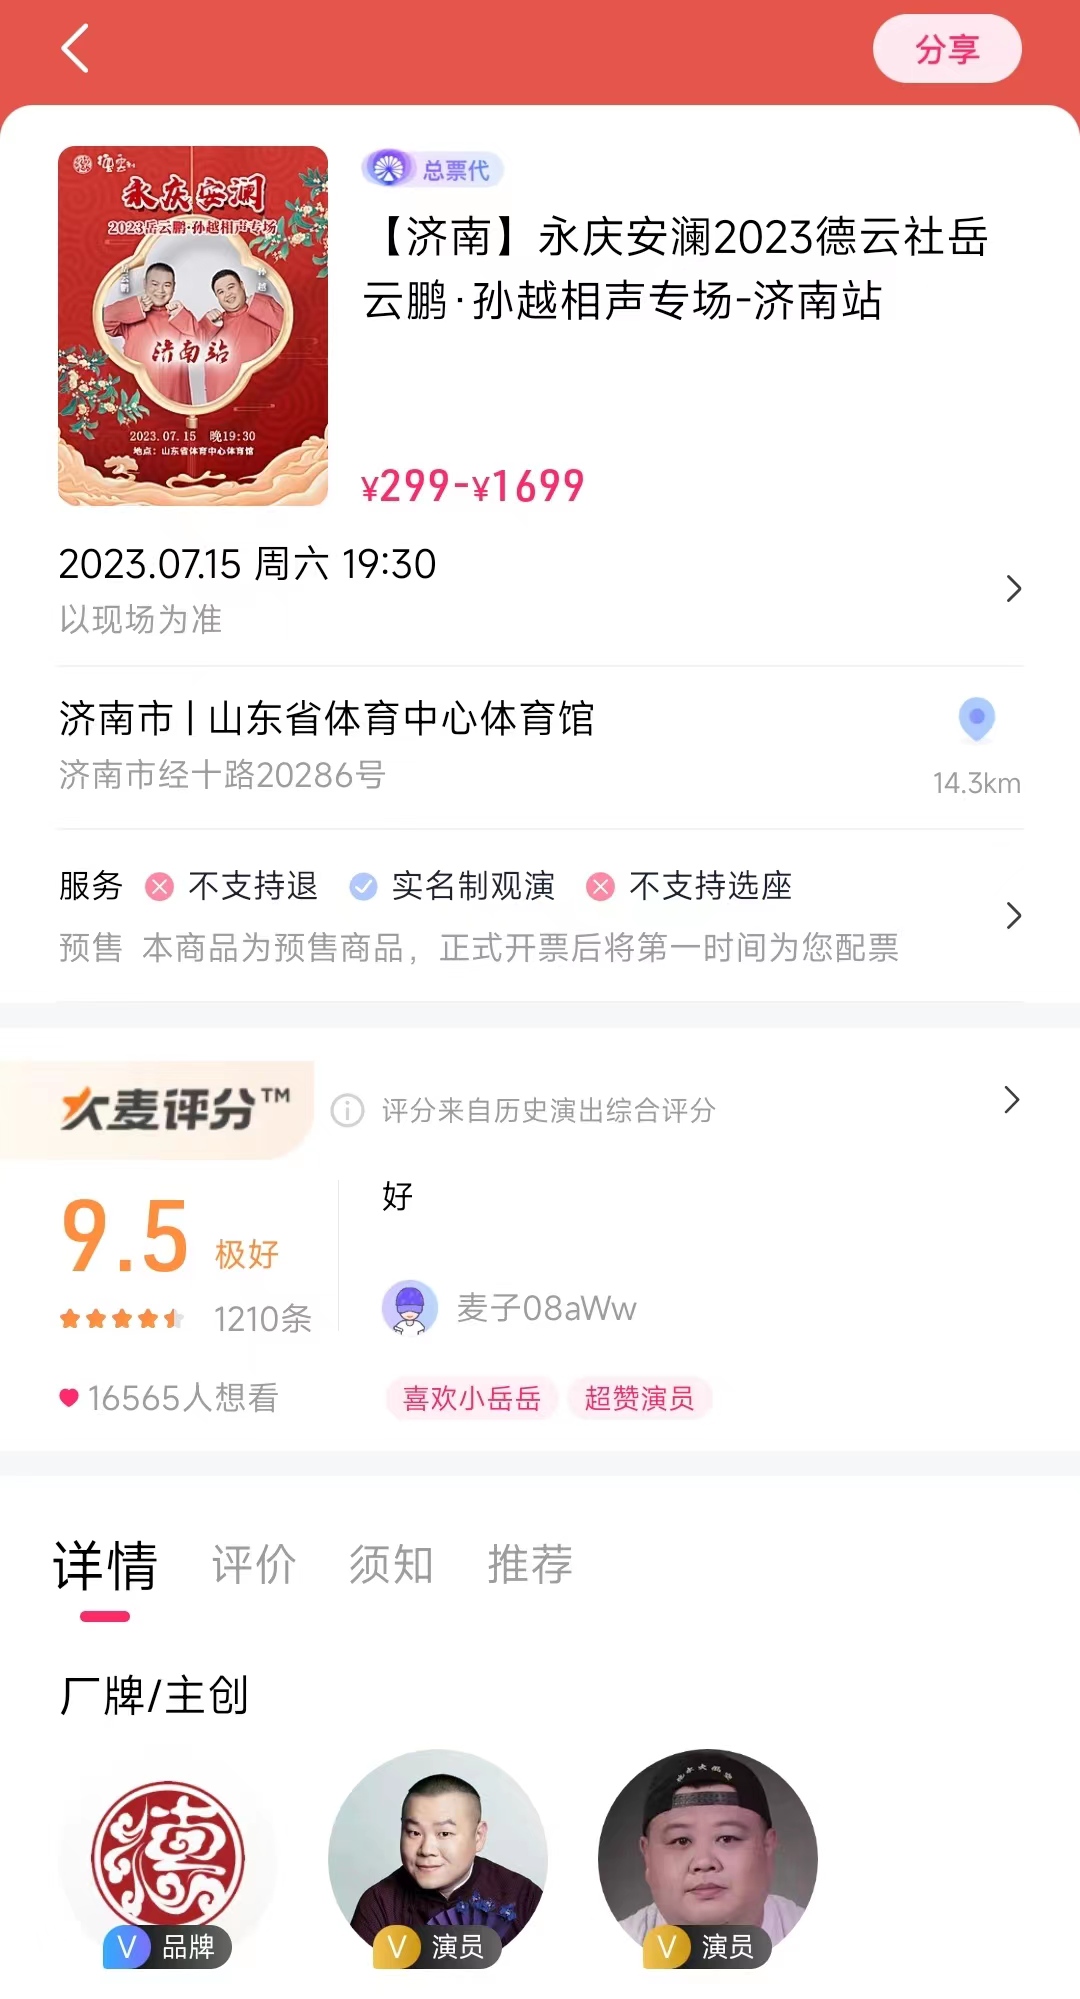 分享
德云社
永庆安澜
2023岳云鹏·孙越相声专场
岳云鹏
孙越
济南站
2023.07.15 晚19:30
地点：山东省体育中心体育馆
总票代
【济南】永庆安澜2023德云社岳
云鹏·孙越相声专场-济南站
¥299-¥1699
2023.07.15 周六 19:30
以现场为准
济南市 | 山东省体育中心体育馆
济南市经十路20286号
14.3km
服务 不支持退 实名制观演 不支持选座
预售 本商品为预售商品，正式开票后将第一时间为您配票
大麦评分™
评分来自历史演出综合评分
9.5 极好
1210条
16565人想看
好
麦子08aWw
喜欢小岳岳 超赞演员
详情 评价 须知 推荐
厂牌/主创
德
V 品牌
V 演员
V 演员